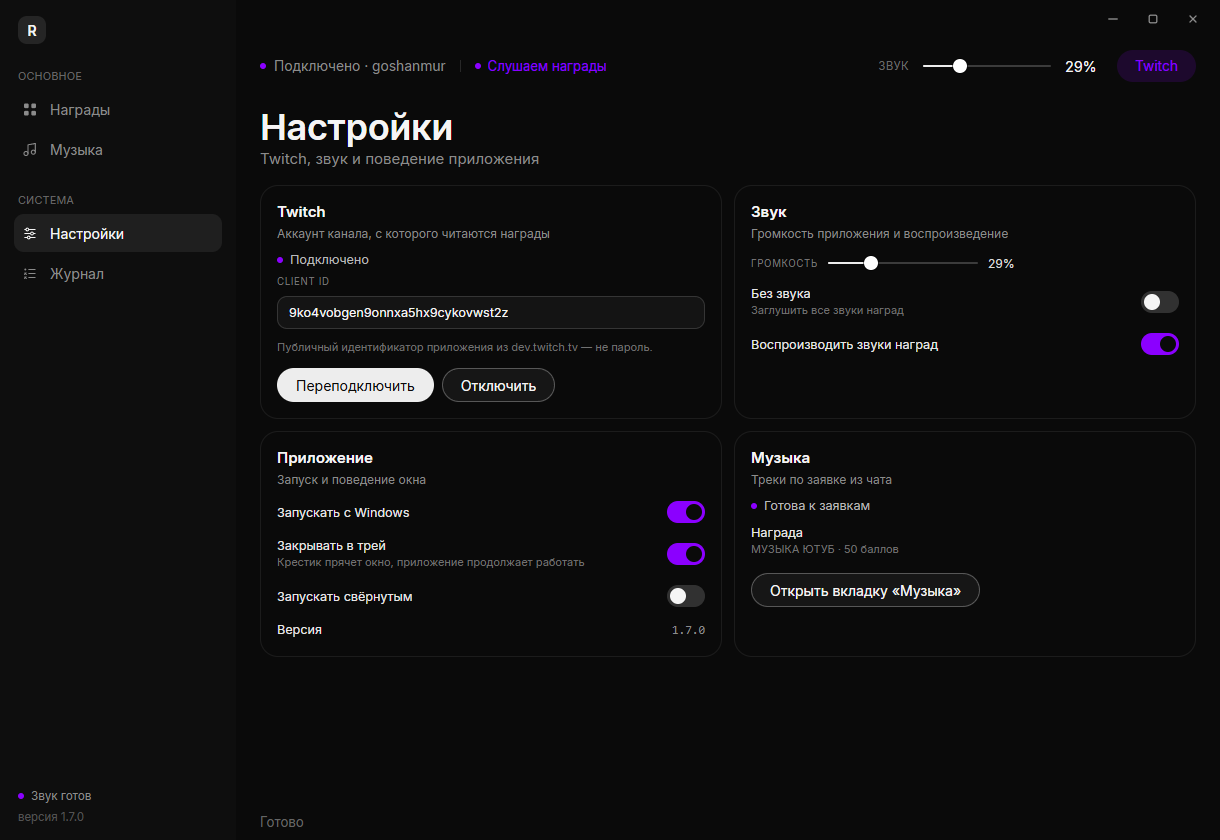 R
ОСНОВНОЕ
Награды
Музыка
СИСТЕМА
Настройки
Журнал
Звук готов
версия 1.7.0
Подключено · goshanmur
Слушаем награды
ЗВУК
29%
Twitch
Настройки
Twitch, звук и поведение приложения
Twitch
Аккаунт канала, с которого читаются награды
Подключено
CLIENT ID
9ko4vobgen9onnxa5hx9cykovwst2z
Публичный идентификатор приложения из dev.twitch.tv — не пароль.
Переподключить
Отключить
Звук
Громкость приложения и воспроизведение
ГРОМКОСТЬ
29%
Без звука
Заглушить все звуки наград
Воспроизводить звуки наград
Приложение
Запуск и поведение окна
Запускать с Windows
Закрывать в трей
Крестик прячет окно, приложение продолжает работать
Запускать свёрнутым
Версия
1.7.0
Музыка
Треки по заявке из чата
Готова к заявкам
Награда
МУЗЫКА ЮТУБ · 50 баллов
Открыть вкладку «Музыка»
Готово